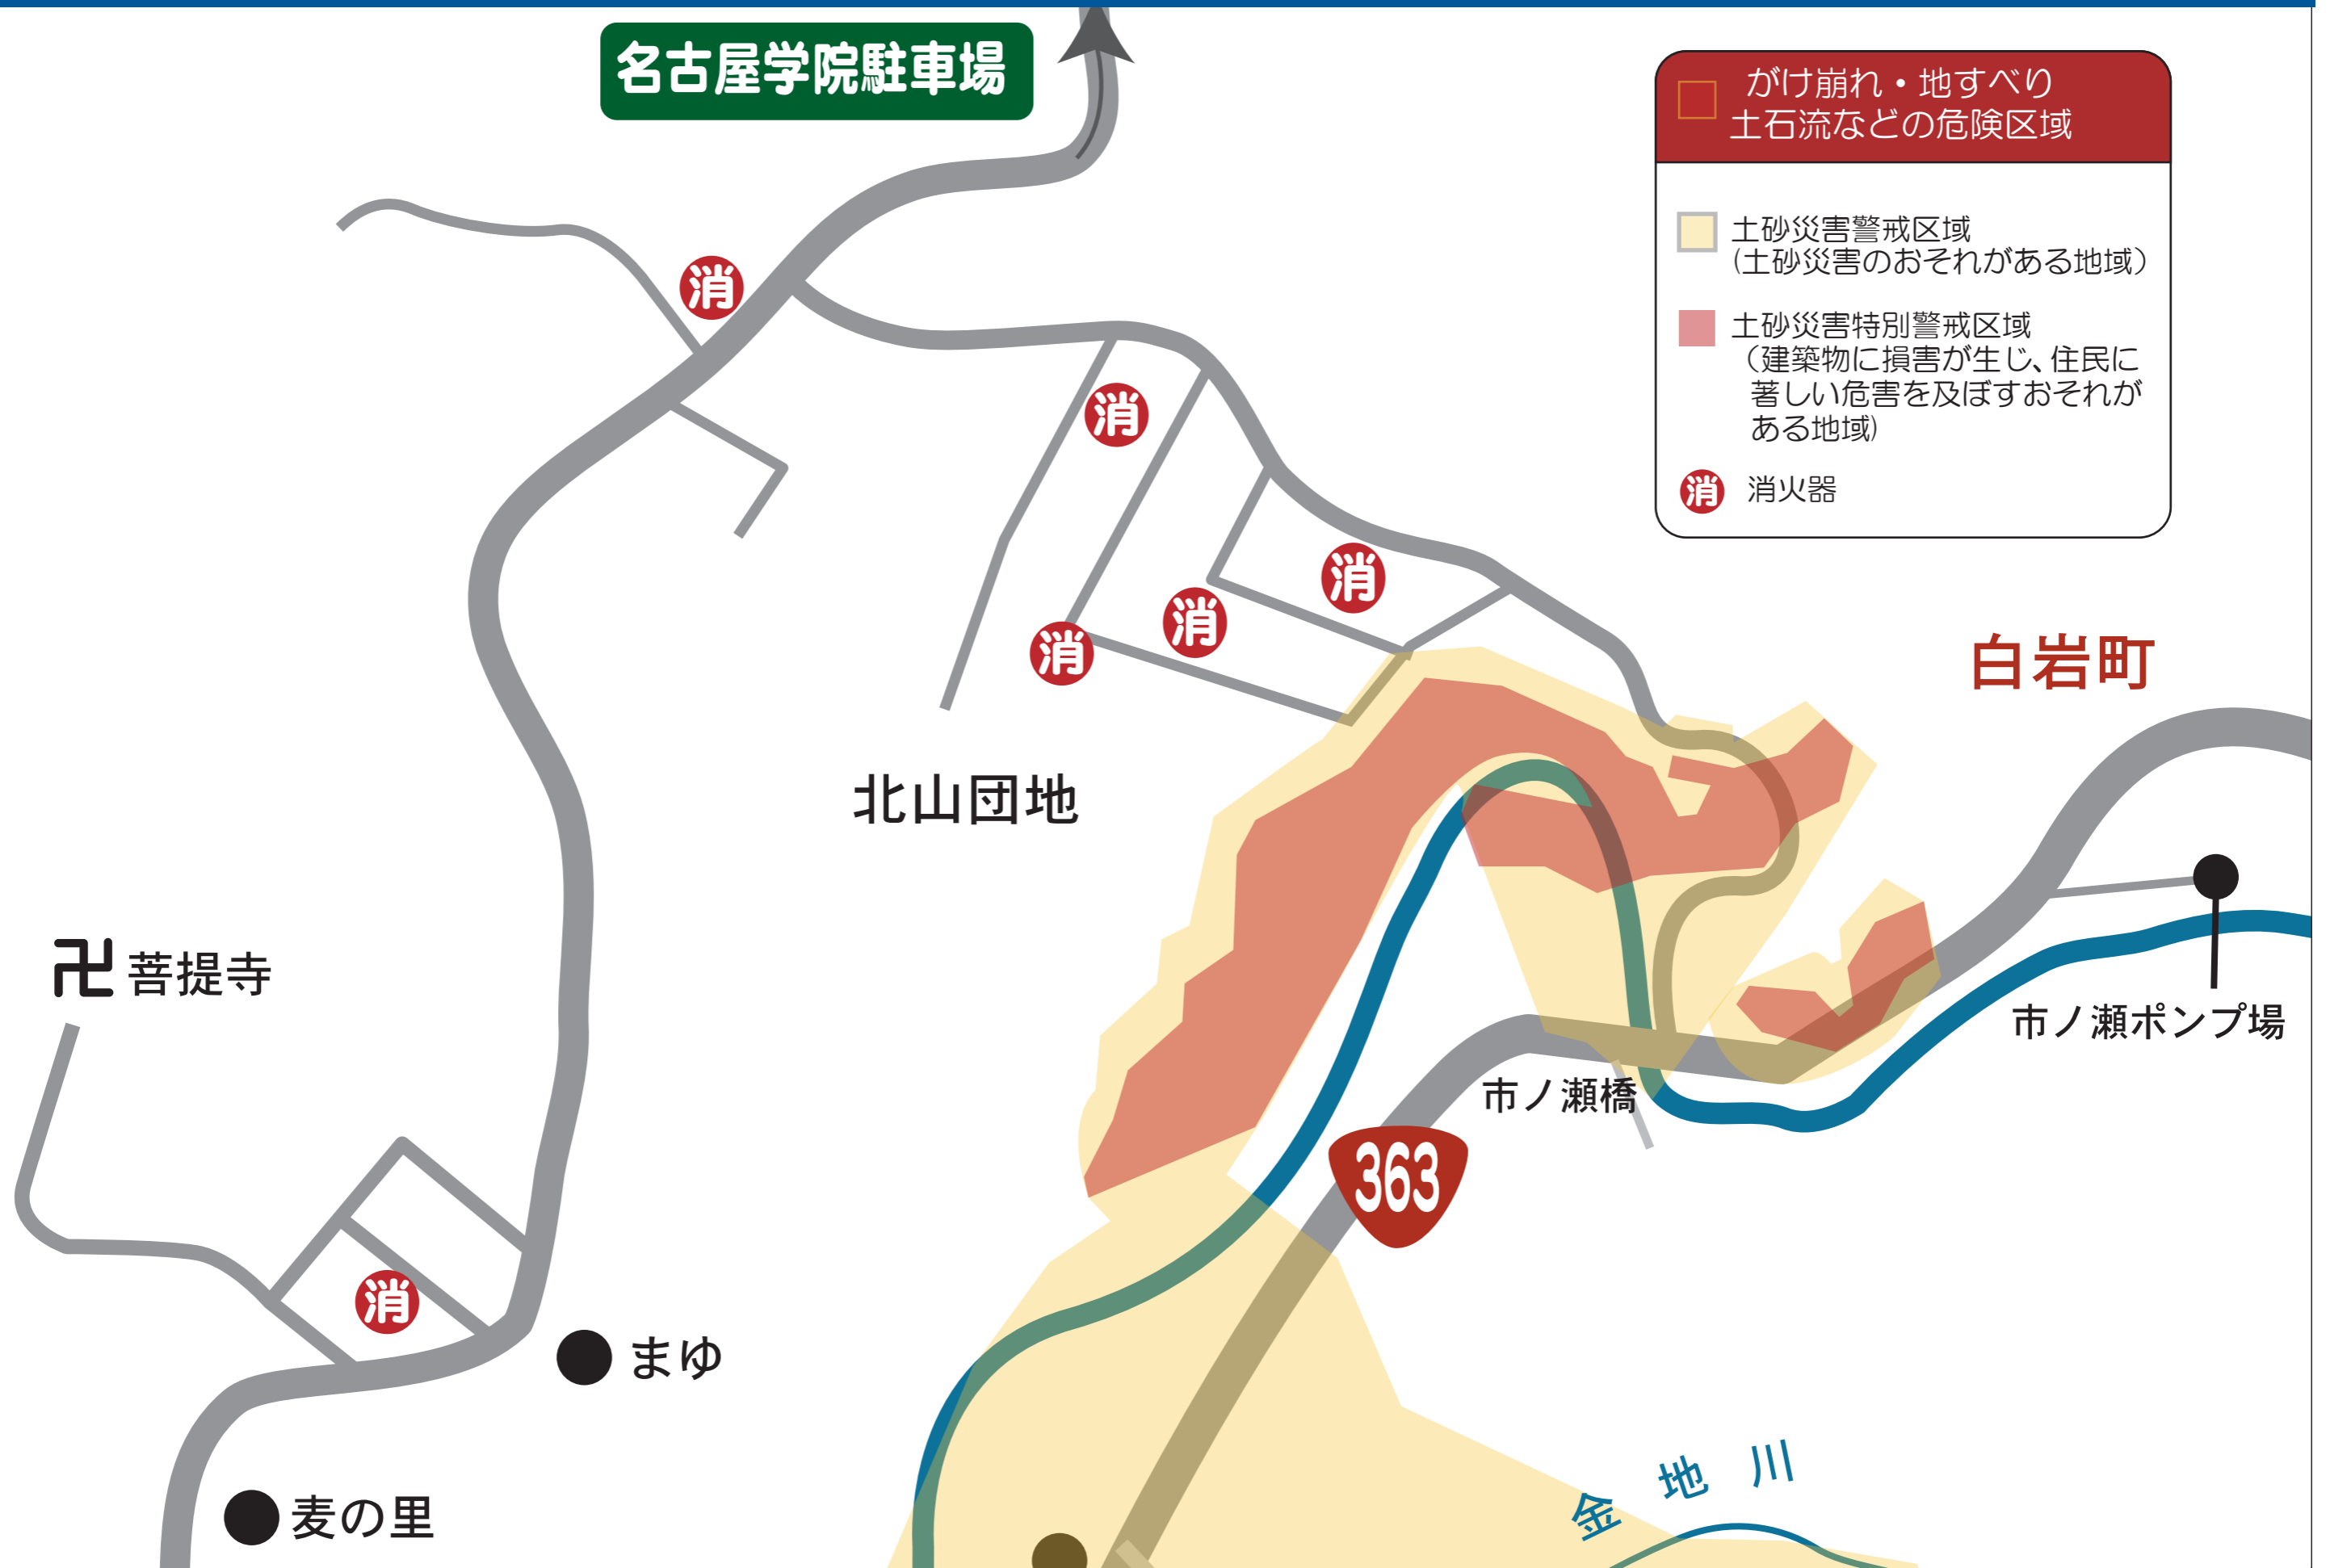 名古屋学院駐車場
がけ崩れ・地すべり
土石流などの危険区域
土砂災害警戒区域
(土砂災害のおそれがある地域)
土砂災害特別警戒区域
(建築物に損害が生じ、住民に
著しい危害を及ぼすおそれが
ある地域)
消 消火器
消
消
消
消
消
白岩町
北山団地
卍 菩提寺
市ノ瀬ポンプ場
市ノ瀬橋
363
消
まゆ
金地川
麦の里